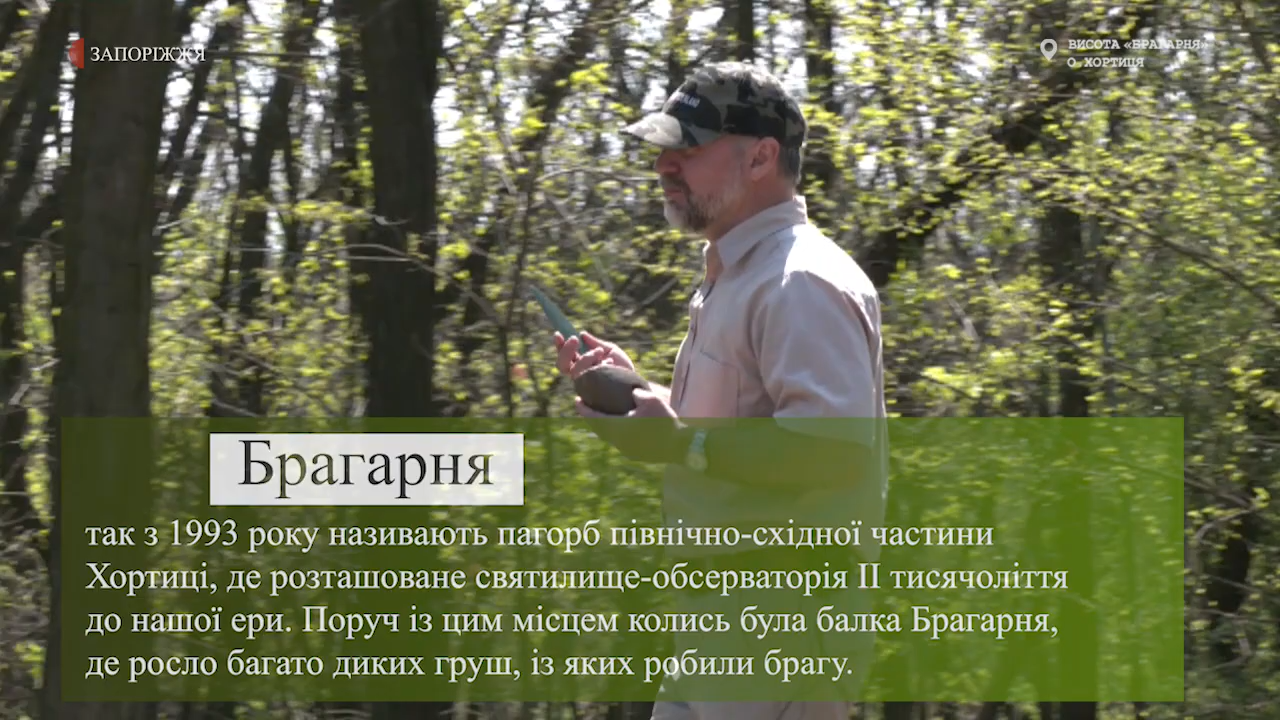 ЗАПОРІЖЖЯ
ВИСОТА «БРАГАРНЯ»
О. ХОРТИЦЯ
Брагарня
так з 1993 року називають пагорб північно-східної частини
Хортиці, де розташоване святилище-обсерваторія II тисячоліття
до нашої ери. Поруч із цим місцем колись була балка Брагарня,
де росло багато диких груш, із яких робили брагу.